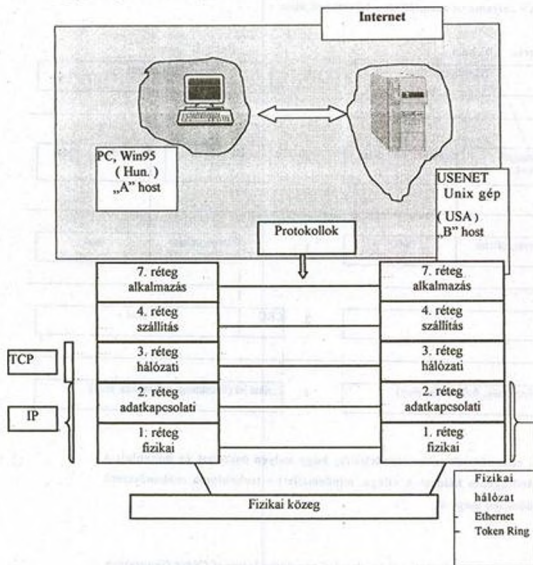 Internet
PC, Win95
( Hun. )
„A” host
USENET
Unix gép
( USA )
„B” host
Protokollok
7. réteg
alkalmazás
7. réteg
alkalmazás
4. réteg
szállítás
4. réteg
szállítás
TCP
3. réteg
hálózati
3. réteg
hálózati
IP
2. réteg
adatkapcsolati
2. réteg
adatkapcsolati
1. réteg
fizikai
1. réteg
fizikai
Fizikai közeg
Fizikai
hálózat
Ethernet
Token Ring